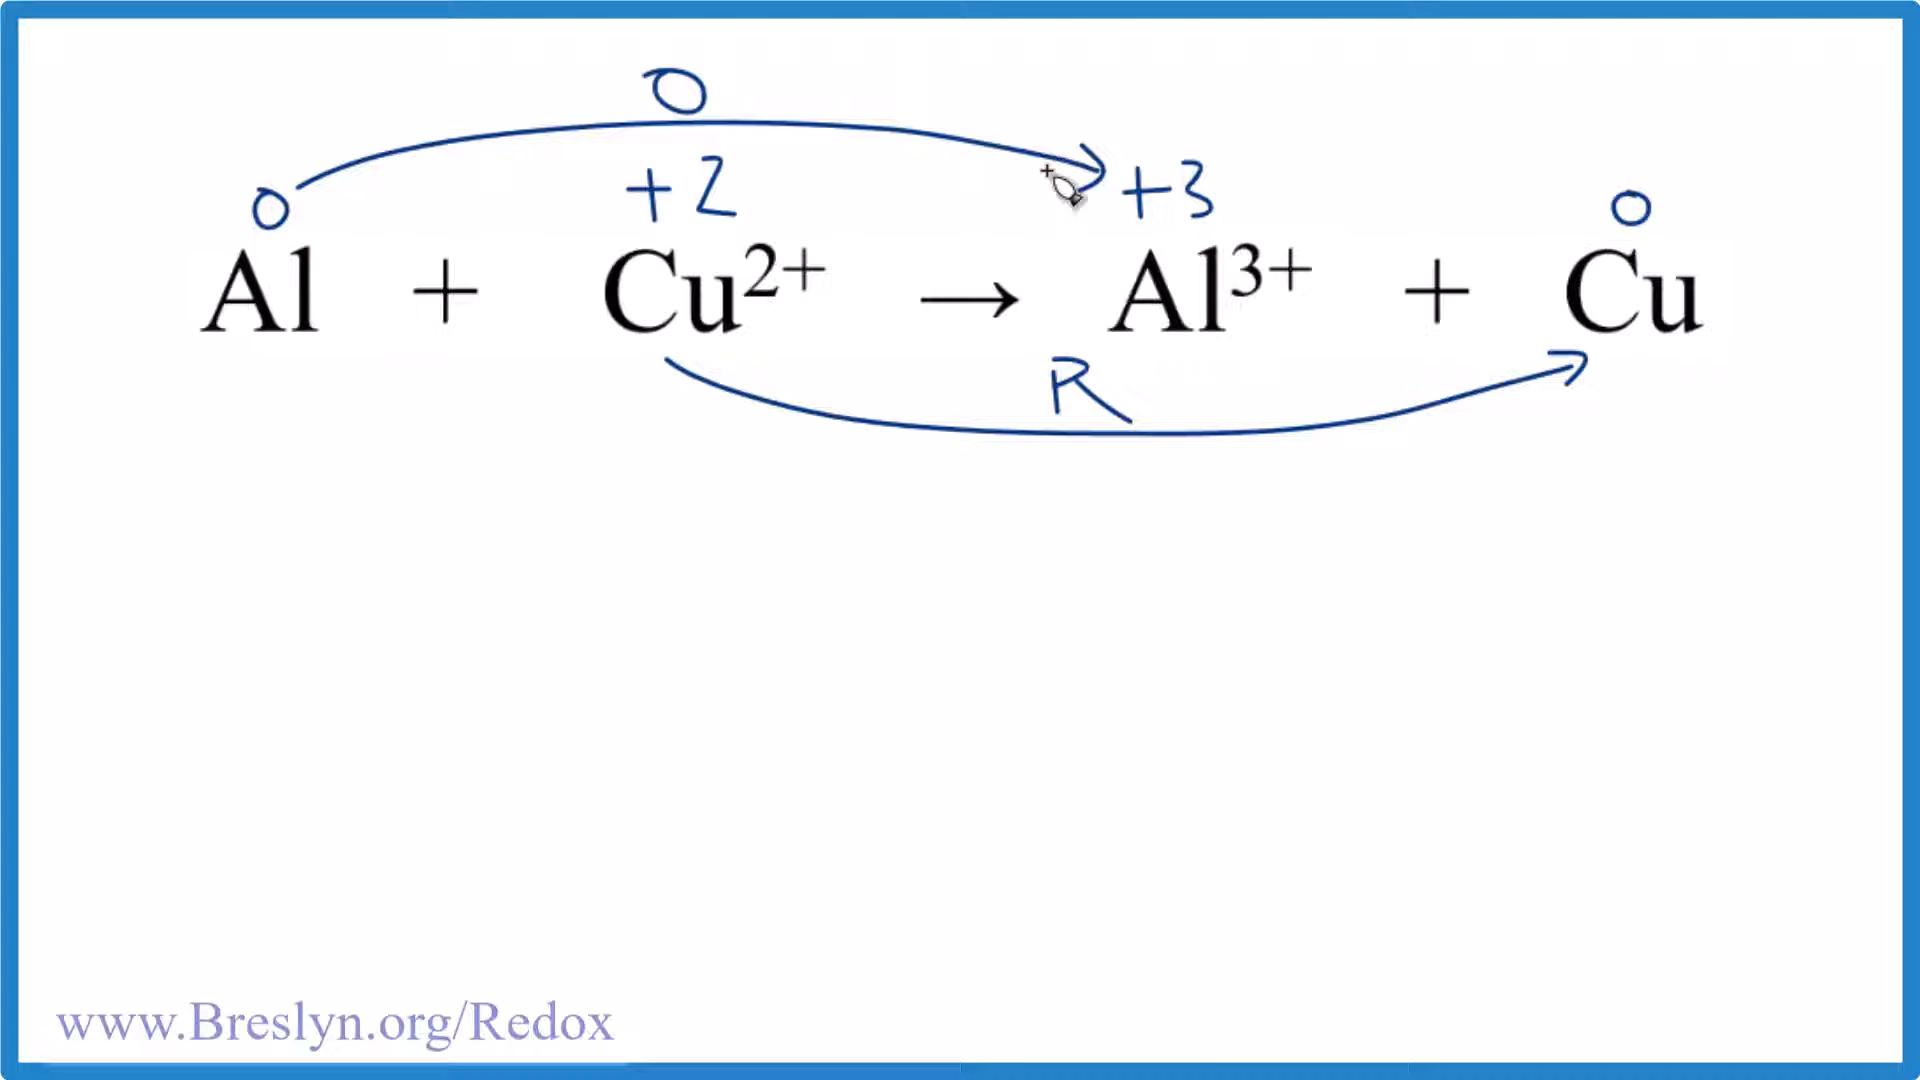 O
0 +2 +3 0
Al + Cu²⁺ → Al³⁺ + Cu
R
www.Breslyn.org/Redox